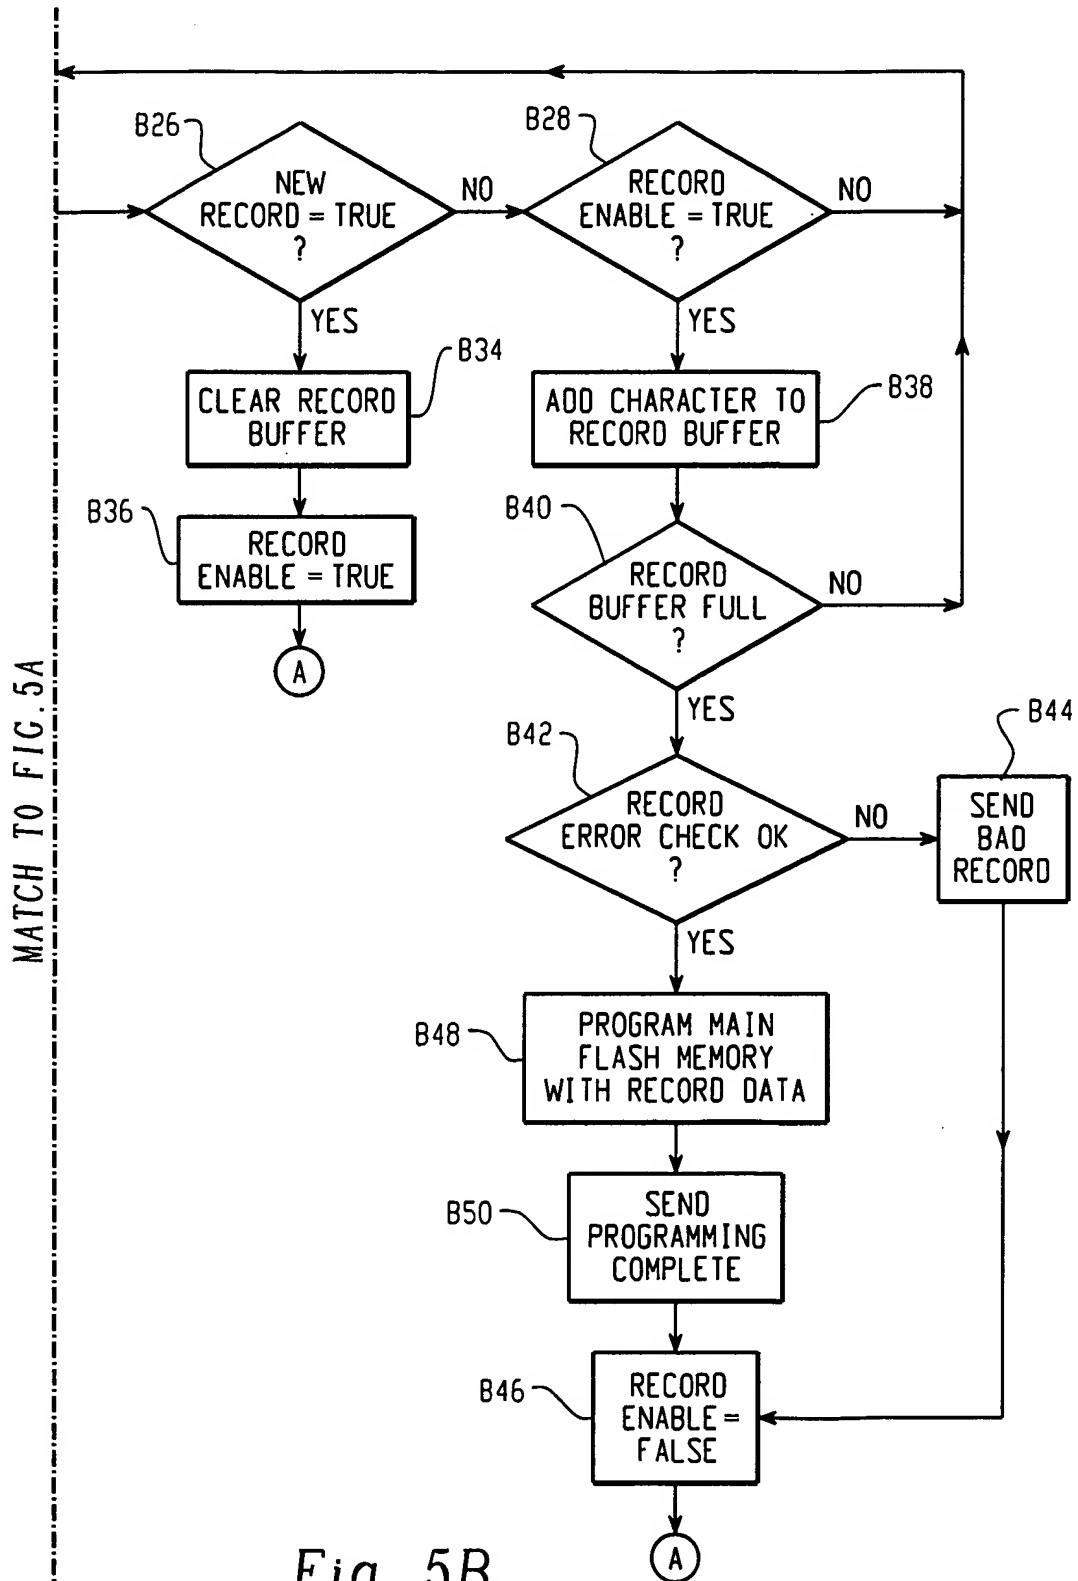 B26
NEW
RECORD = TRUE
?
NO
YES
B28
RECORD
ENABLE = TRUE
?
NO
YES
B34
CLEAR RECORD
BUFFER
B36
RECORD
ENABLE = TRUE
A
B38
ADD CHARACTER TO
RECORD BUFFER
B40
RECORD
BUFFER FULL
?
NO
YES
B42
RECORD
ERROR CHECK OK
?
NO
YES
B44
SEND
BAD
RECORD
B48
PROGRAM MAIN
FLASH MEMORY
WITH RECORD DATA
B50
SEND
PROGRAMMING
COMPLETE
B46
RECORD
ENABLE =
FALSE
A
MATCH TO FIG. 5A
Fig. 5B